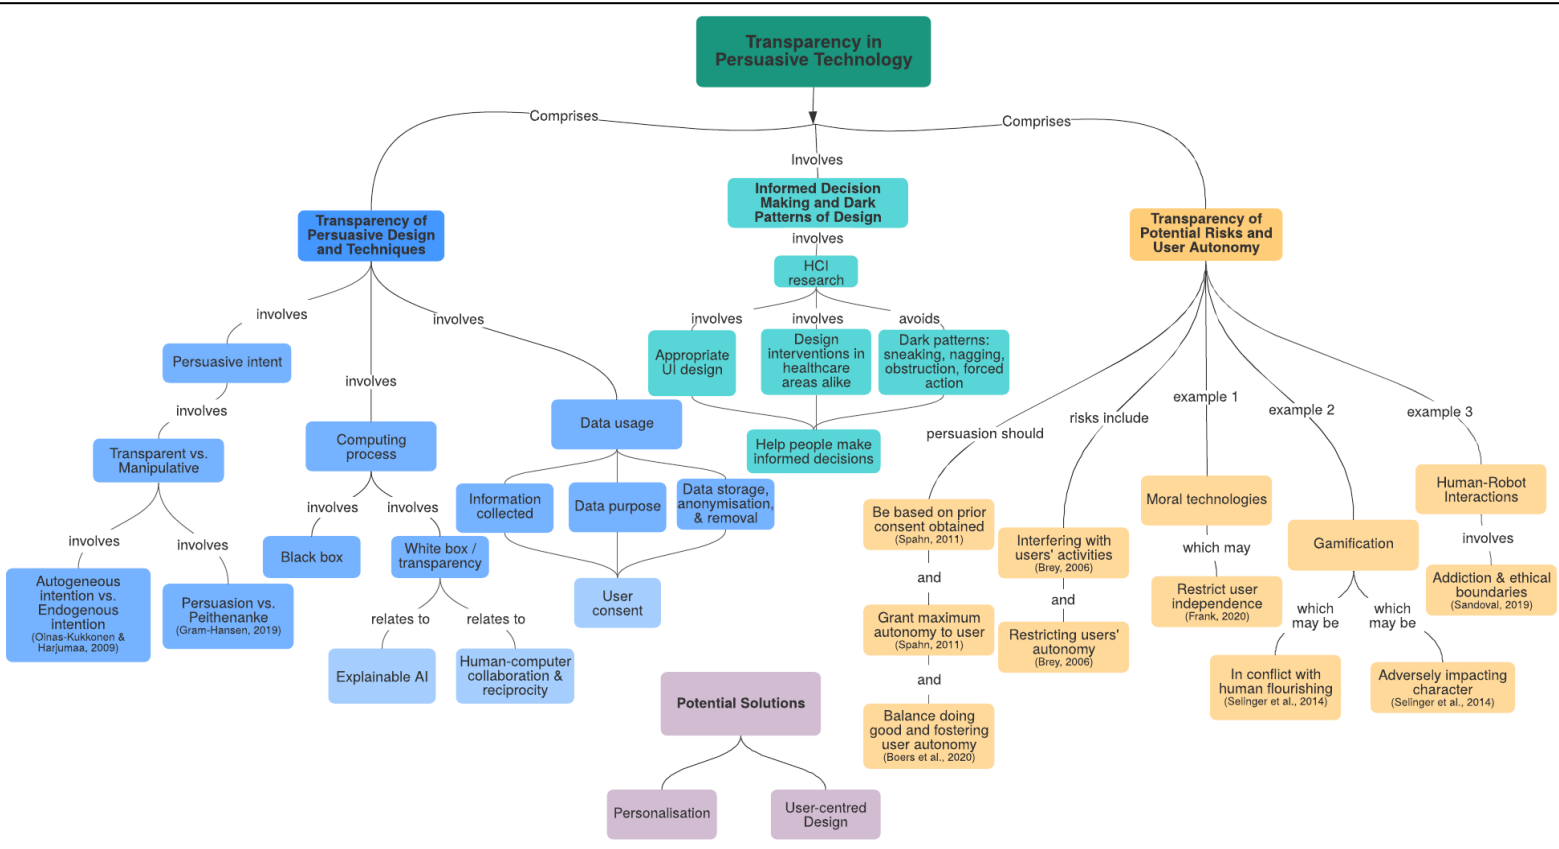 Transparency in
Persuasive Technology
Comprises
Comprises
Involves
Informed Decision
Making and Dark
Patterns of Design
Transparency of
Persuasive Design
and Techniques
Transparency of
Potential Risks and
User Autonomy
involves
HCI
research
involves
involves
involves
involves
avoids
Persuasive intent
Appropriate
UI design
Design
interventions in
healthcare
areas alike
Dark patterns:
sneaking, nagging,
obstruction, forced
action
involves
involves
Data usage
Computing
process
Transparent vs.
Manipulative
Help people make
informed decisions
persuasion should
risks include
example 1
example 2
example 3
Information
collected
Data purpose
Data storage,
anonymisation,
& removal
involves
involves
involves
involves
Black box
White box /
transparency
User
consent
Autogeneous
intention vs.
Endogenous
intention
(Oinas-Kukkonen &
Harjumaa, 2009)
Persuasion vs.
Peithenanke
(Gram-Hansen, 2019)
relates to
relates to
Explainable AI
Human-computer
collaboration &
reciprocity
Be based on prior
consent obtained
(Spahn, 2011)
and
Grant maximum
autonomy to user
(Spahn, 2011)
and
Balance doing
good and fostering
user autonomy
(Boers et al., 2020)
Interfering with
users' activities
(Brey, 2006)
and
Restricting users'
autonomy
(Brey, 2006)
Moral technologies
which may
Restrict user
independence
(Frank, 2020)
Gamification
which
may be
which
may be
In conflict with
human flourishing
(Selinger et al., 2014)
Adversely impacting
character
(Selinger et al., 2014)
Human-Robot
Interactions
involves
Addiction & ethical
boundaries
(Sandoval, 2019)
Potential Solutions
Personalisation
User-centred
Design